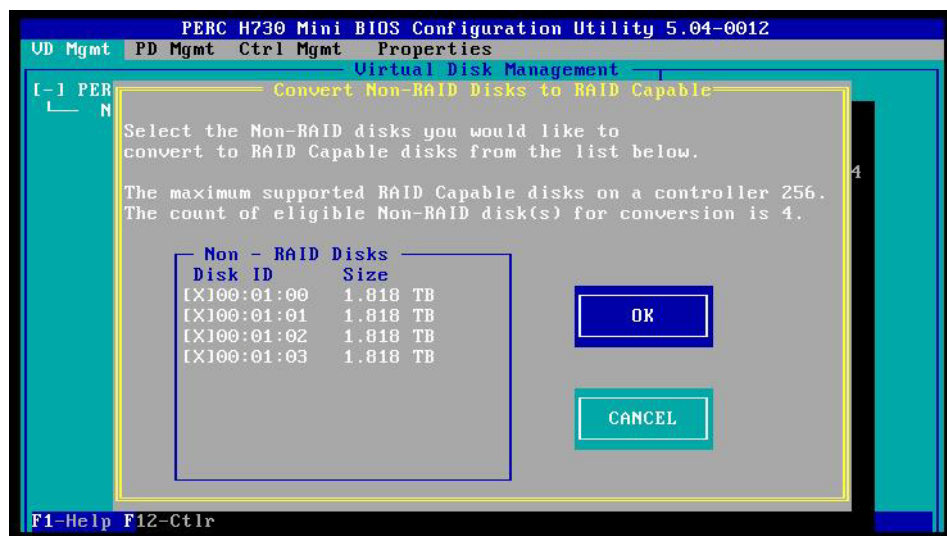 PERC H730 Mini BIOS Configuration Utility 5.04-0012
VD Mgmt PD Mgmt Ctrl Mgmt Properties
Virtual Disk Management
[-] PER
Convert Non-RAID Disks to RAID Capable
N
Select the Non-RAID disks you would like to
convert to RAID Capable disks from the list below.
4
The maximum supported RAID Capable disks on a controller 256.
The count of eligible Non-RAID disk(s) for conversion is 4.
Non - RAID Disks
Disk ID Size
[X]00:01:00 1.818 TB
[X]00:01:01 1.818 TB
[X]00:01:02 1.818 TB
[X]00:01:03 1.818 TB
OK
CANCEL
F1-Help F12-Ctlr